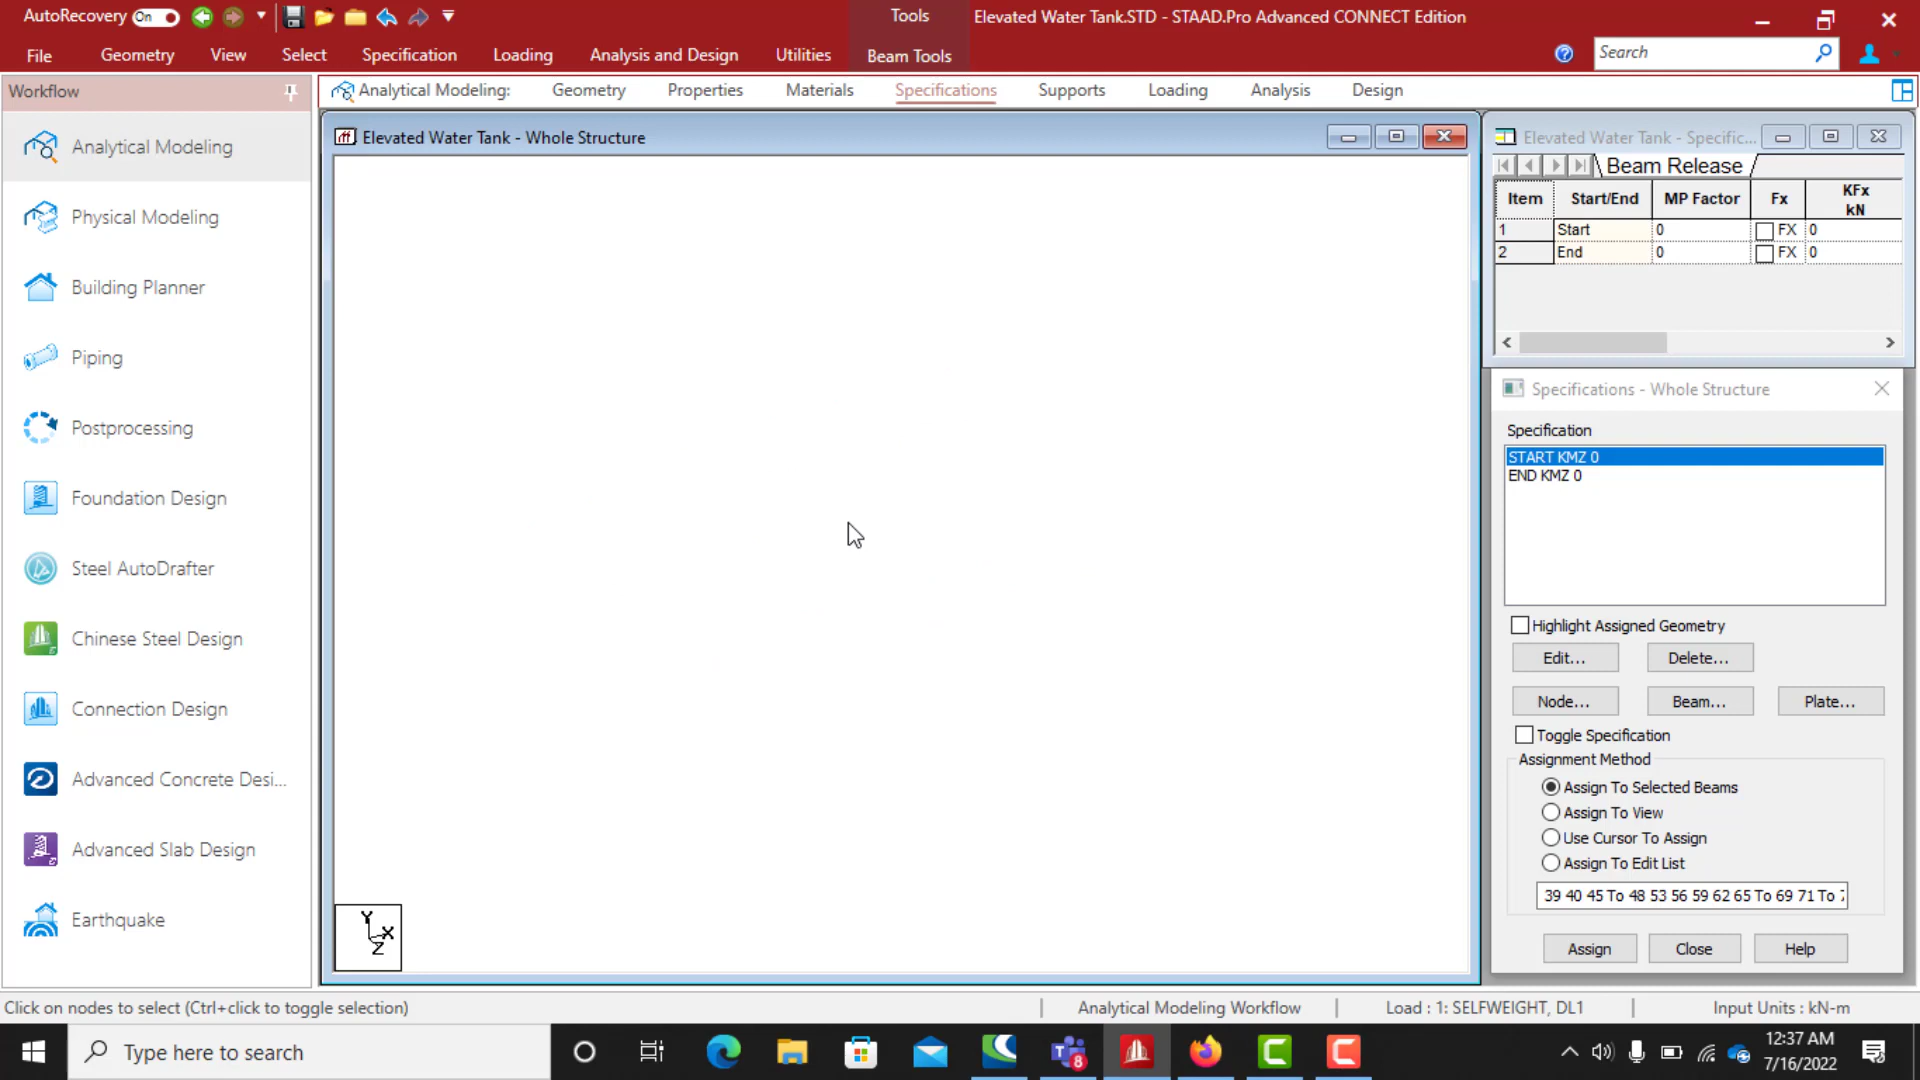 AutoRecovery On
Tools
Elevated Water Tank.STD - STAAD.Pro Advanced CONNECT Edition
File Geometry View Select Specification Loading Analysis and Design Utilities Beam Tools
Search
Workflow
Analytical Modeling: Geometry Properties Materials Specifications Supports Loading Analysis Design
Analytical Modeling
Physical Modeling
Building Planner
Piping
Postprocessing
Foundation Design
Steel AutoDrafter
Chinese Steel Design
Connection Design
Advanced Concrete Desi...
Advanced Slab Design
Earthquake
Elevated Water Tank - Whole Structure
Y
X
Z
Elevated Water Tank - Specific...
Beam Release
Item Start/End MP Factor Fx KFx kN
1 Start 0 FX 0
2 End 0 FX 0
Specifications - Whole Structure
Specification
START KMZ 0
END KMZ 0
Highlight Assigned Geometry
Edit... Delete...
Node... Beam... Plate...
Toggle Specification
Assignment Method
Assign To Selected Beams
Assign To View
Use Cursor To Assign
Assign To Edit List
39 40 45 To 48 53 56 59 62 65 To 69 71 To
Assign Close Help
Click on nodes to select (Ctrl+click to toggle selection)
Analytical Modeling Workflow
Load : 1: SELFWEIGHT, DL1
Input Units : kN-m
Type here to search
8
12:37 AM
7/16/2022